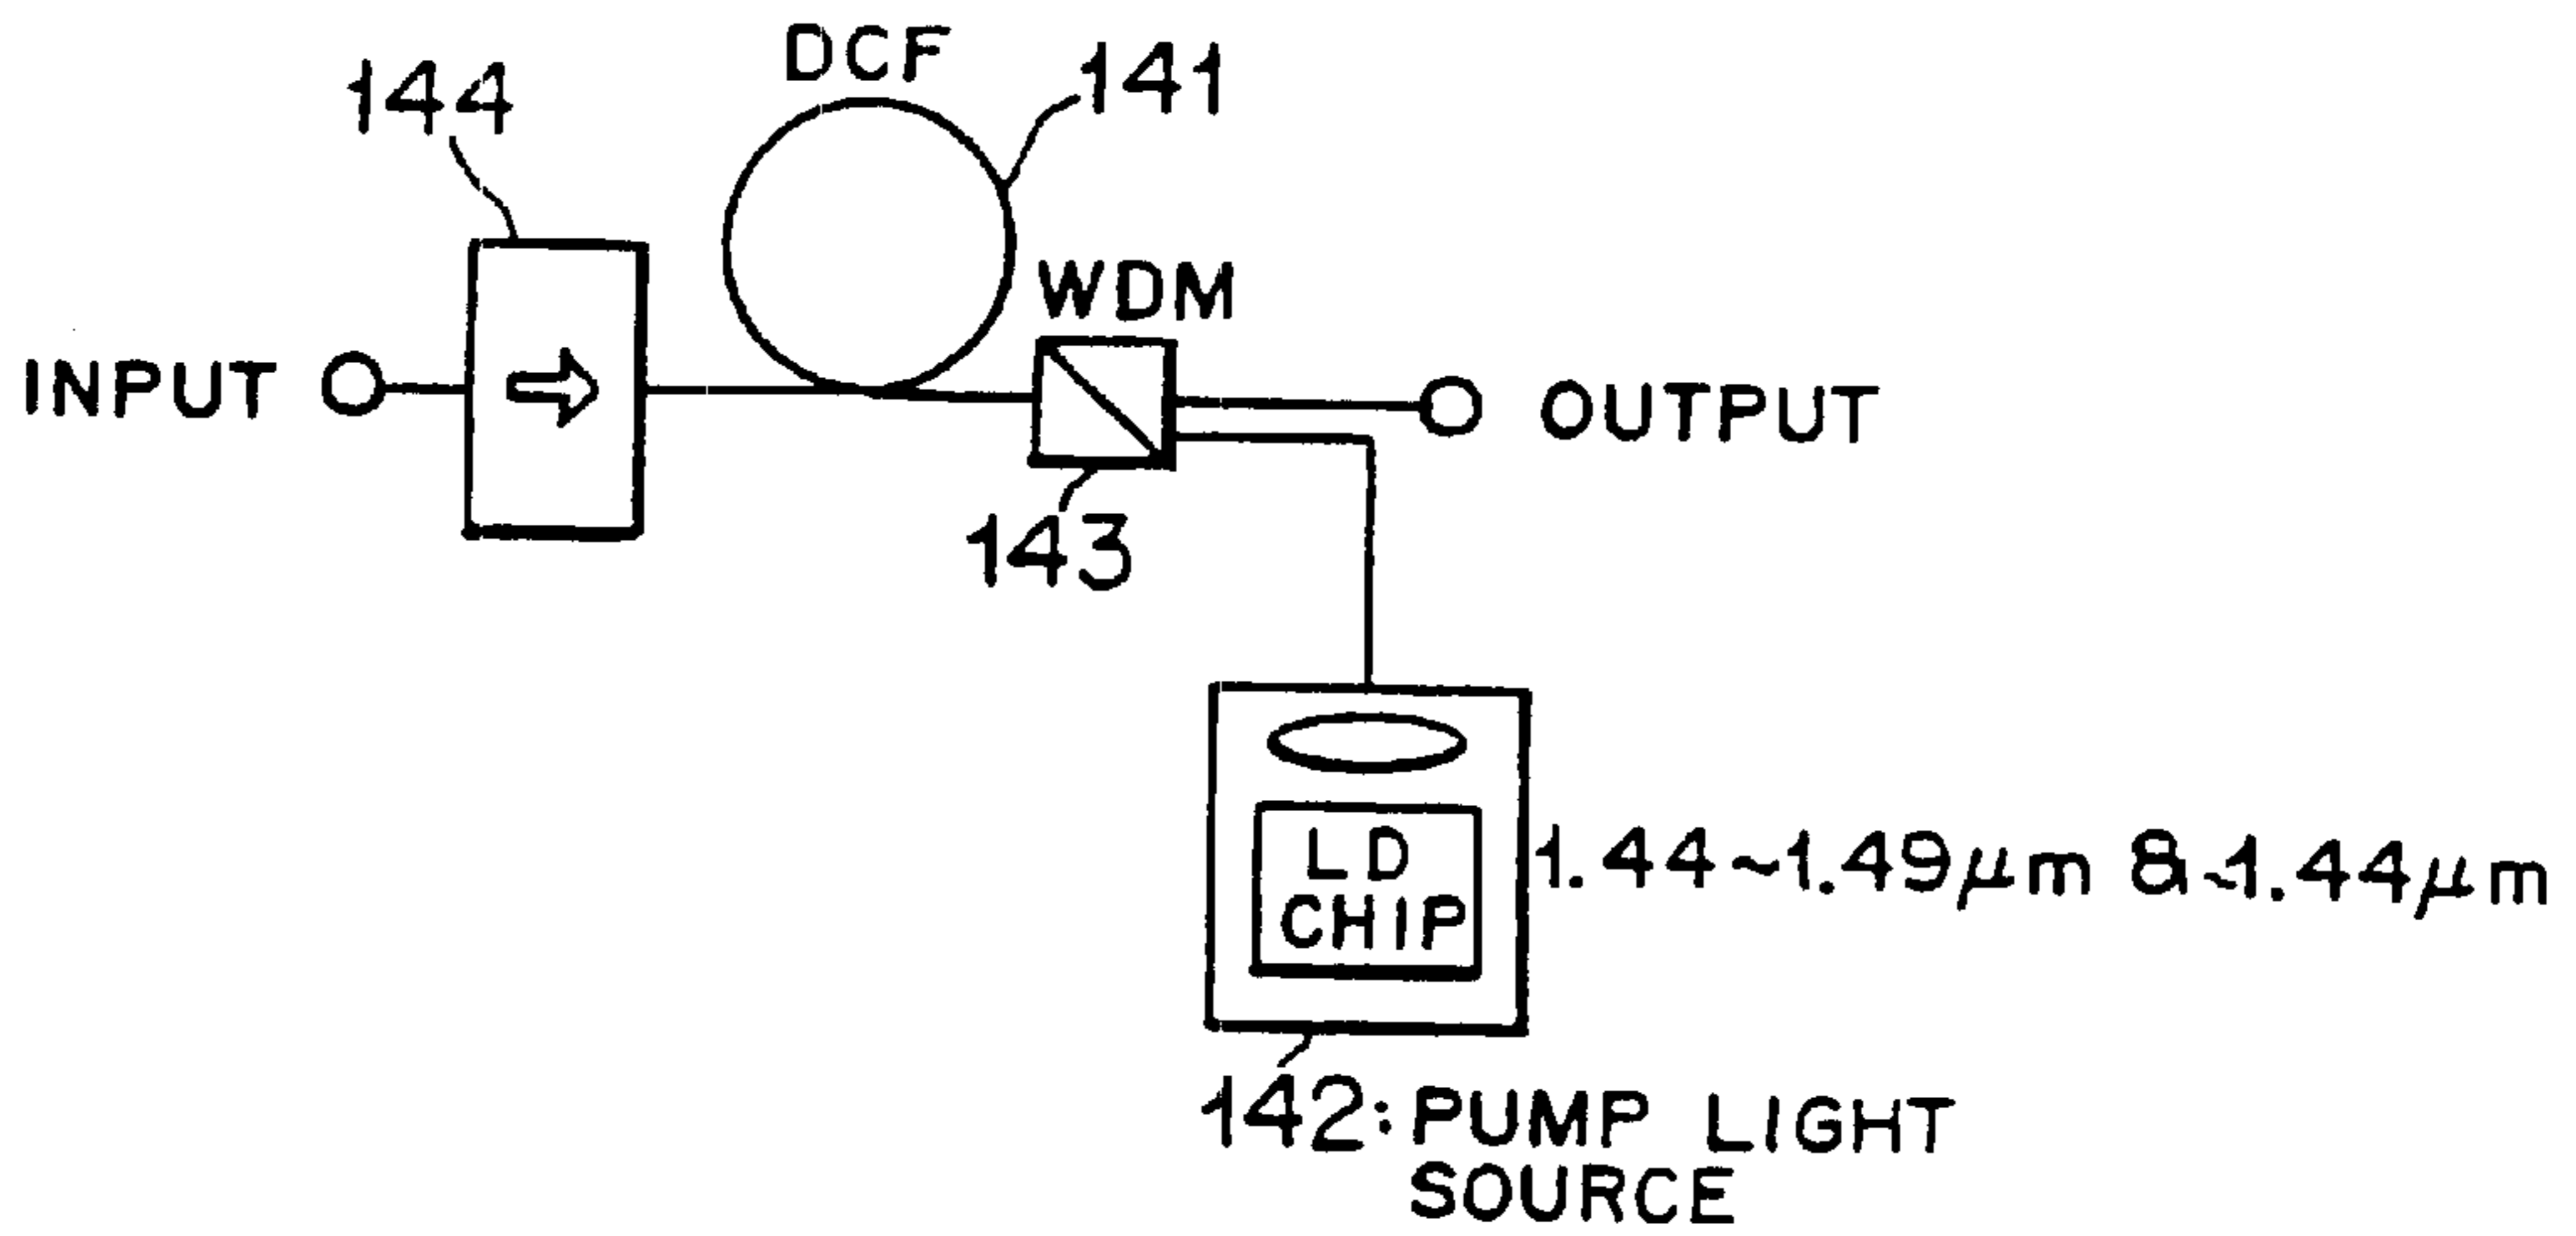 DCF
144
141
WDM
INPUT
OUTPUT
143
LD
CHIP
1.44~1.49μm & ~1.44μm
142: PUMP LIGHT
SOURCE